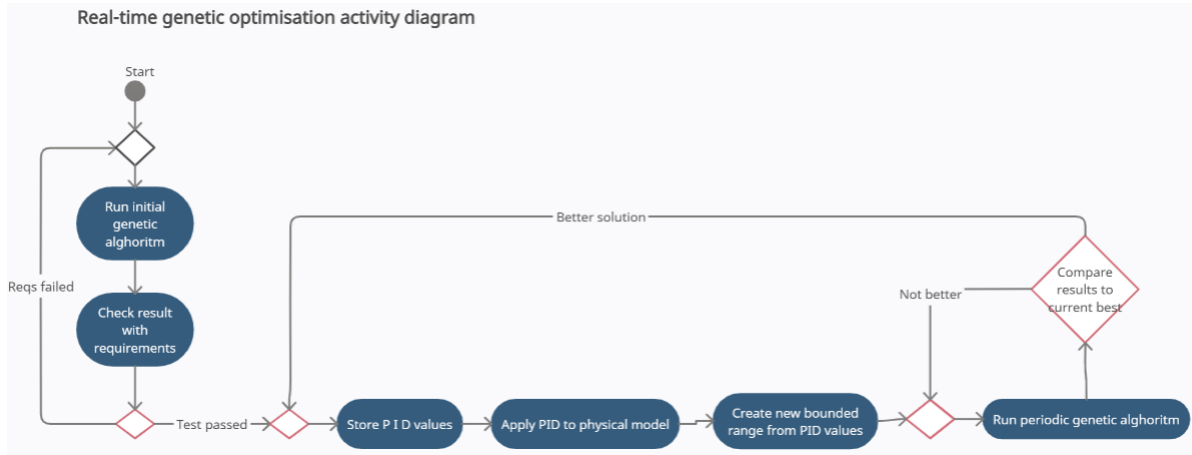 Real-time genetic optimisation activity diagram
Start
Run initial
genetic
alghoritm
Reqs failed
Check result
with
requirements
Test passed
Better solution
Store P I D values
Apply PID to physical model
Create new bounded
range from PID values
Not better
Run periodic genetic alghoritm
Compare
results to
current best